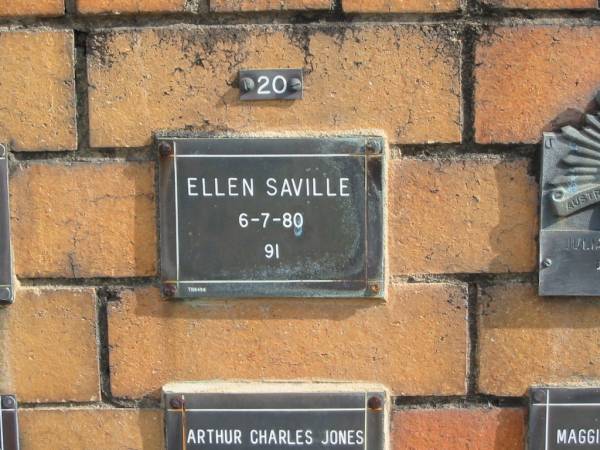 20
ELLEN SAVILLE
6-7-80
91
ARTHUR CHARLES JONES